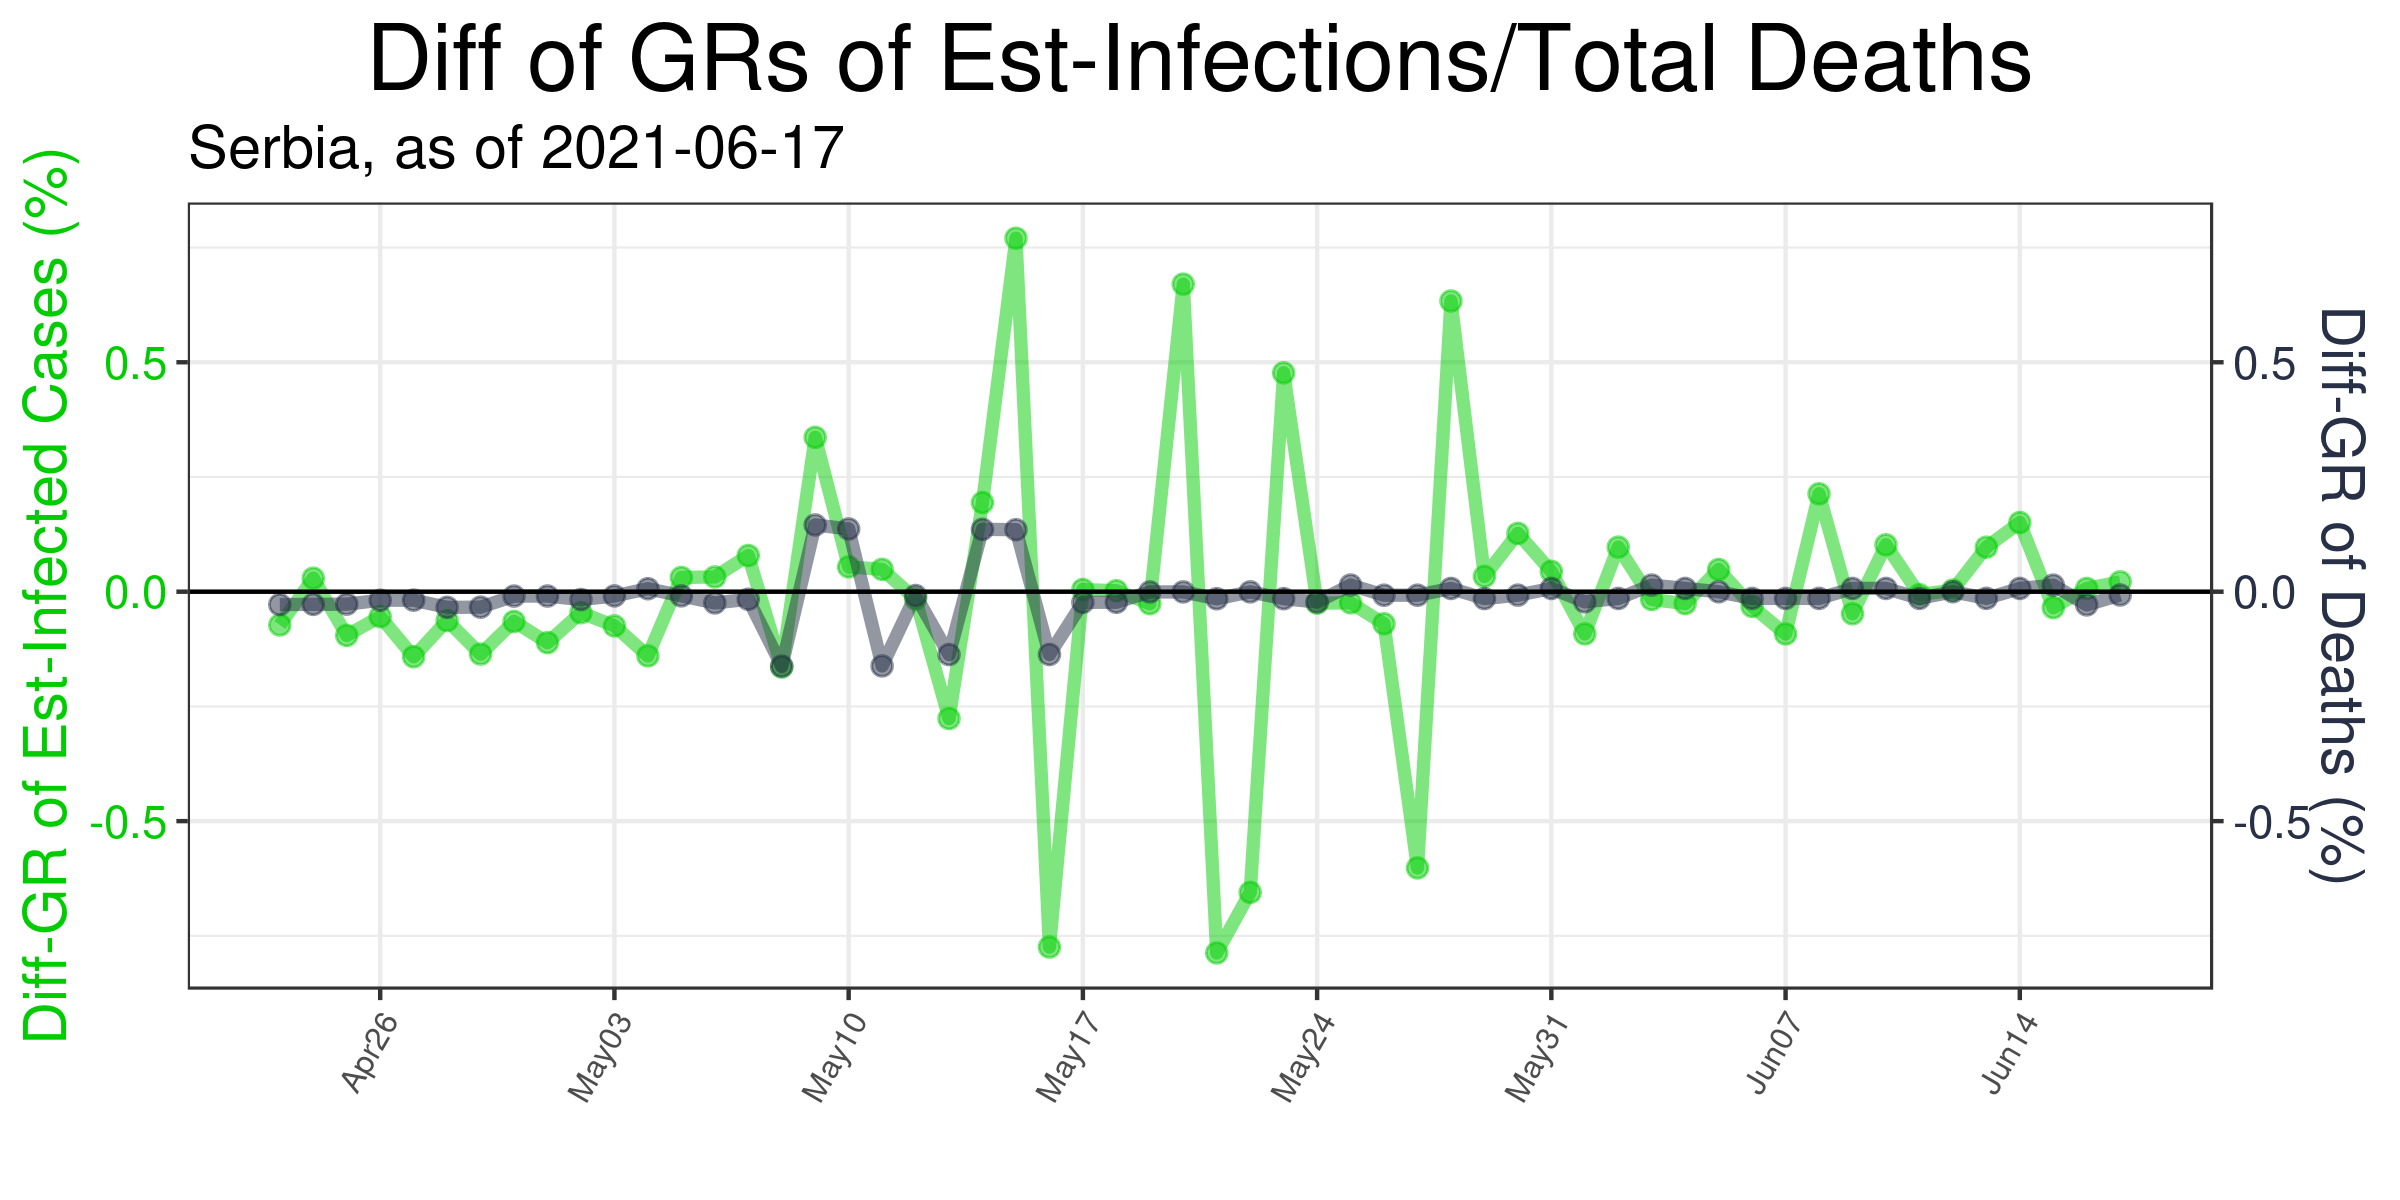 Diff of GRs of Est-Infections/Total Deaths
Serbia, as of 2021-06-17
Diff-GR of Est-Infected Cases (%)
0.5
0.0
-0.5
0.5
0.0
-0.5
Diff-GR of Deaths (%)
Apr26
May03
May10
May17
May24
May31
Jun07
Jun14